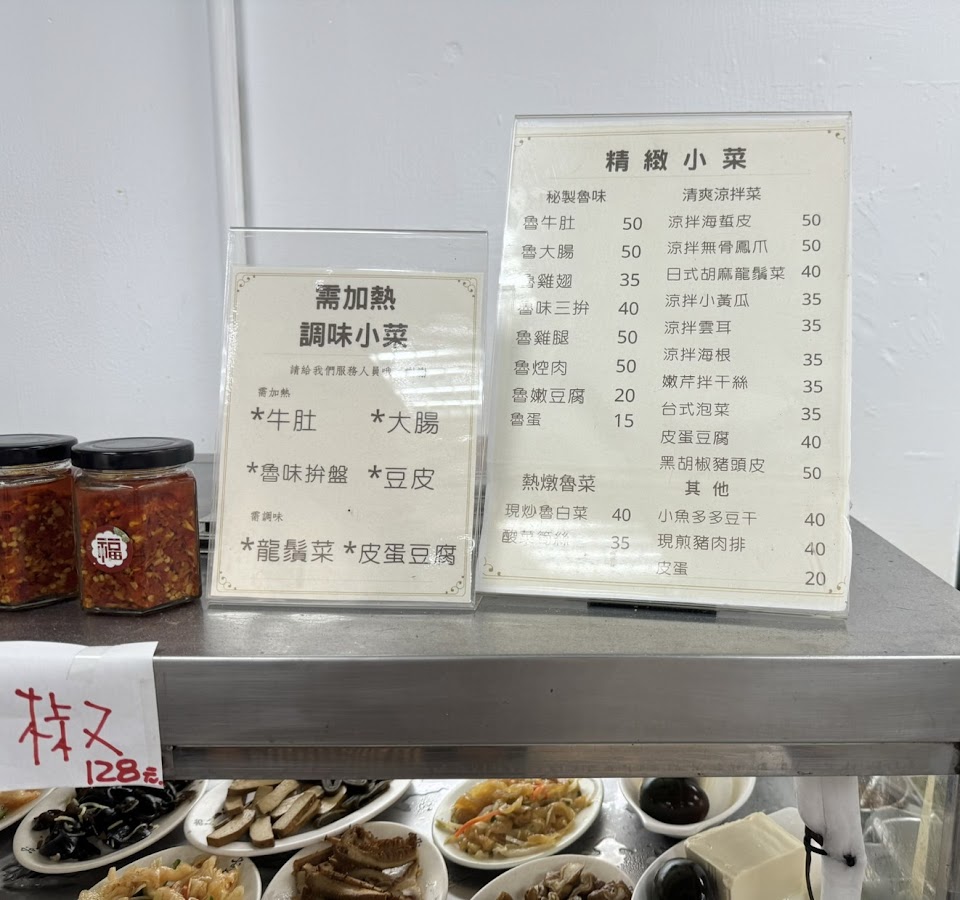 需加熱
調味小菜
請給我們服務人員
需加熱
*牛肚 *大腸
*魯味拚盤 *豆皮
需調味
*龍鬚菜 *皮蛋豆腐
精緻小菜
秘製魯味
魯牛肚 50
魯大腸 50
魯雞翅 35
魯味三拚 40
魯雞腿 50
魯焢肉 50
魯嫩豆腐 20
魯蛋 15
熱燉魯菜
現炒魯白菜 40
酸菜筍絲 35
清爽涼拌菜
涼拌海蜇皮 50
涼拌無骨鳳爪 50
日式胡麻龍鬚菜 40
涼拌小黃瓜 35
涼拌雲耳 35
涼拌海根 35
嫩芹拌干絲 35
台式泡菜 35
皮蛋豆腐 40
黑胡椒豬頭皮 50
其他
小魚多多豆干 40
現煎豬肉排 40
皮蛋 20
福
椒
128元